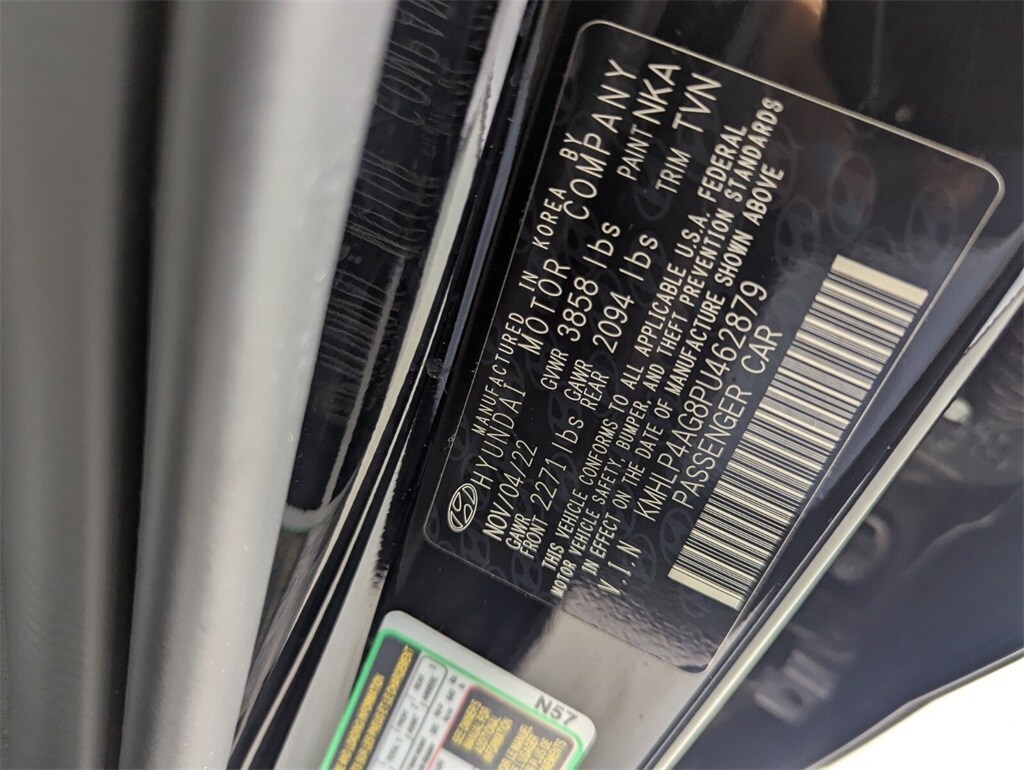 MANUFACTURED IN KOREA BY
HYUNDAI MOTOR COMPANY
NOV/04/22 GVWR 3858 lbs PAINT NKA
GAWR FRONT 2271 lbs GAWR REAR 2094 lbs TRIM TVN
THIS VEHICLE CONFORMS TO ALL APPLICABLE U.S.A. FEDERAL
MOTOR VEHICLE SAFETY BUMPER, AND THEFT PREVENTION STANDARDS
IN EFFECT ON THE DATE OF MANUFACTURE SHOWN ABOVE
V.I.N KMHLP4AG8PU462879
PASSENGER CAR
N57